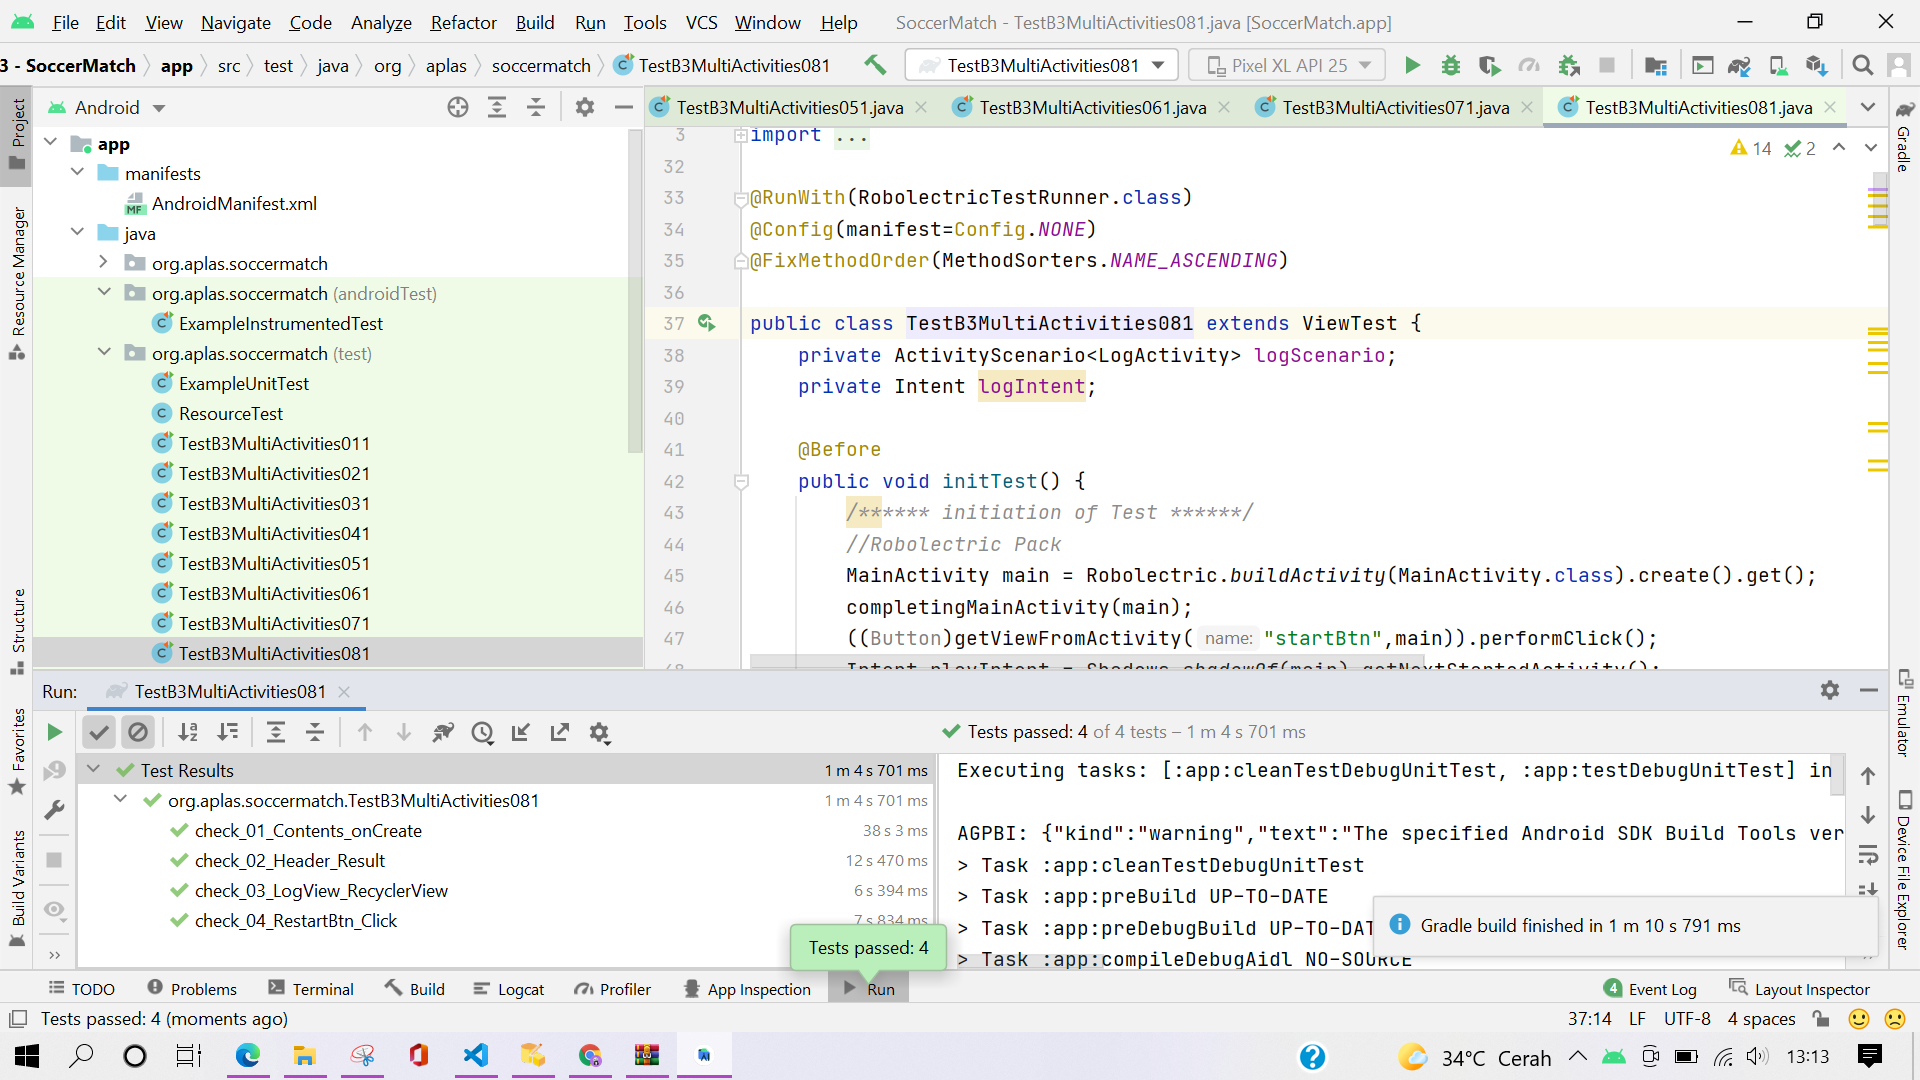 File Edit View Navigate Code Analyze Refactor Build Run Tools VCS Window Help SoccerMatch - TestB3MultiActivities081.java [SoccerMatch.app]
3 - SoccerMatch app src test java org aplas soccermatch TestB3MultiActivities081 TestB3MultiActivities081 Pixel XL API 25
Project
Resource Manager
Structure
Favorites
Build Variants
Android
app
manifests
AndroidManifest.xml
java
org.aplas.soccermatch
org.aplas.soccermatch (androidTest)
ExampleInstrumentedTest
org.aplas.soccermatch (test)
ExampleUnitTest
ResourceTest
TestB3MultiActivities011
TestB3MultiActivities021
TestB3MultiActivities031
TestB3MultiActivities041
TestB3MultiActivities051
TestB3MultiActivities061
TestB3MultiActivities071
TestB3MultiActivities081
TestB3MultiActivities051.java TestB3MultiActivities061.java TestB3MultiActivities071.java TestB3MultiActivities081.java
14 2
3 import ...
32
33 @RunWith(RobolectricTestRunner.class)
34 @Config(manifest=Config.NONE)
35 @FixMethodOrder(MethodSorters.NAME_ASCENDING)
36
37 public class TestB3MultiActivities081 extends ViewTest {
38 private ActivityScenario<LogActivity> logScenario;
39 private Intent logIntent;
40
41 @Before
42 public void initTest() {
43 /****** initiation of Test ******/
44 //Robolectric Pack
45 MainActivity main = Robolectric.buildActivity(MainActivity.class).create().get();
46 completingMainActivity(main);
47 ((Button)getViewFromActivity( name: "startBtn",main)).performClick();
48 Intent playIntent = Shadows.shadowOf(main).getNextStartedActivity();
Gradle
Emulator
Device File Explorer
Run: TestB3MultiActivities081
Tests passed: 4 of 4 tests – 1 m 4 s 701 ms
Test Results 1 m 4 s 701 ms
org.aplas.soccermatch.TestB3MultiActivities081 1 m 4 s 701 ms
check_01_Contents_onCreate 38 s 3 ms
check_02_Header_Result 12 s 470 ms
check_03_LogView_RecyclerView 6 s 394 ms
check_04_RestartBtn_Click 7 s 834 ms
Executing tasks: [:app:cleanTestDebugUnitTest, :app:testDebugUnitTest] in
AGPBI: {"kind":"warning","text":"The specified Android SDK Build Tools ver
> Task :app:cleanTestDebugUnitTest
> Task :app:preBuild UP-TO-DATE
> Task :app:preDebugBuild UP-TO-DAT
> Task :app:compileDebugAidl NO-SOURCE
Gradle build finished in 1 m 10 s 791 ms
Tests passed: 4
TODO Problems Terminal Build Logcat Profiler App Inspection Run 4 Event Log Layout Inspector
Tests passed: 4 (moments ago) 37:14 LF UTF-8 4 spaces
34°C Cerah 13:13